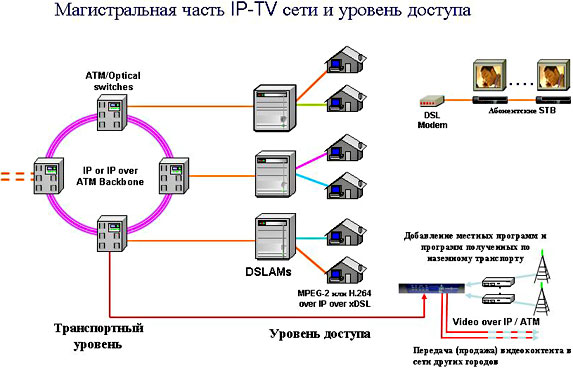 Магистральная часть IP-TV сети и уровень доступа
ATM/Optical
switches
IP or IP over
ATM Backbone
DSLAMs
MPEG-2 или H.264
over IP over xDSL
DSL
Modem
Абонентские STB
Добавление местных программ и
программ полученных по
наземному транспорту
Video over IP / ATM
Передача (продажа) видеоконтента в
сети других городов
Транспортный
уровень
Уровень доступа